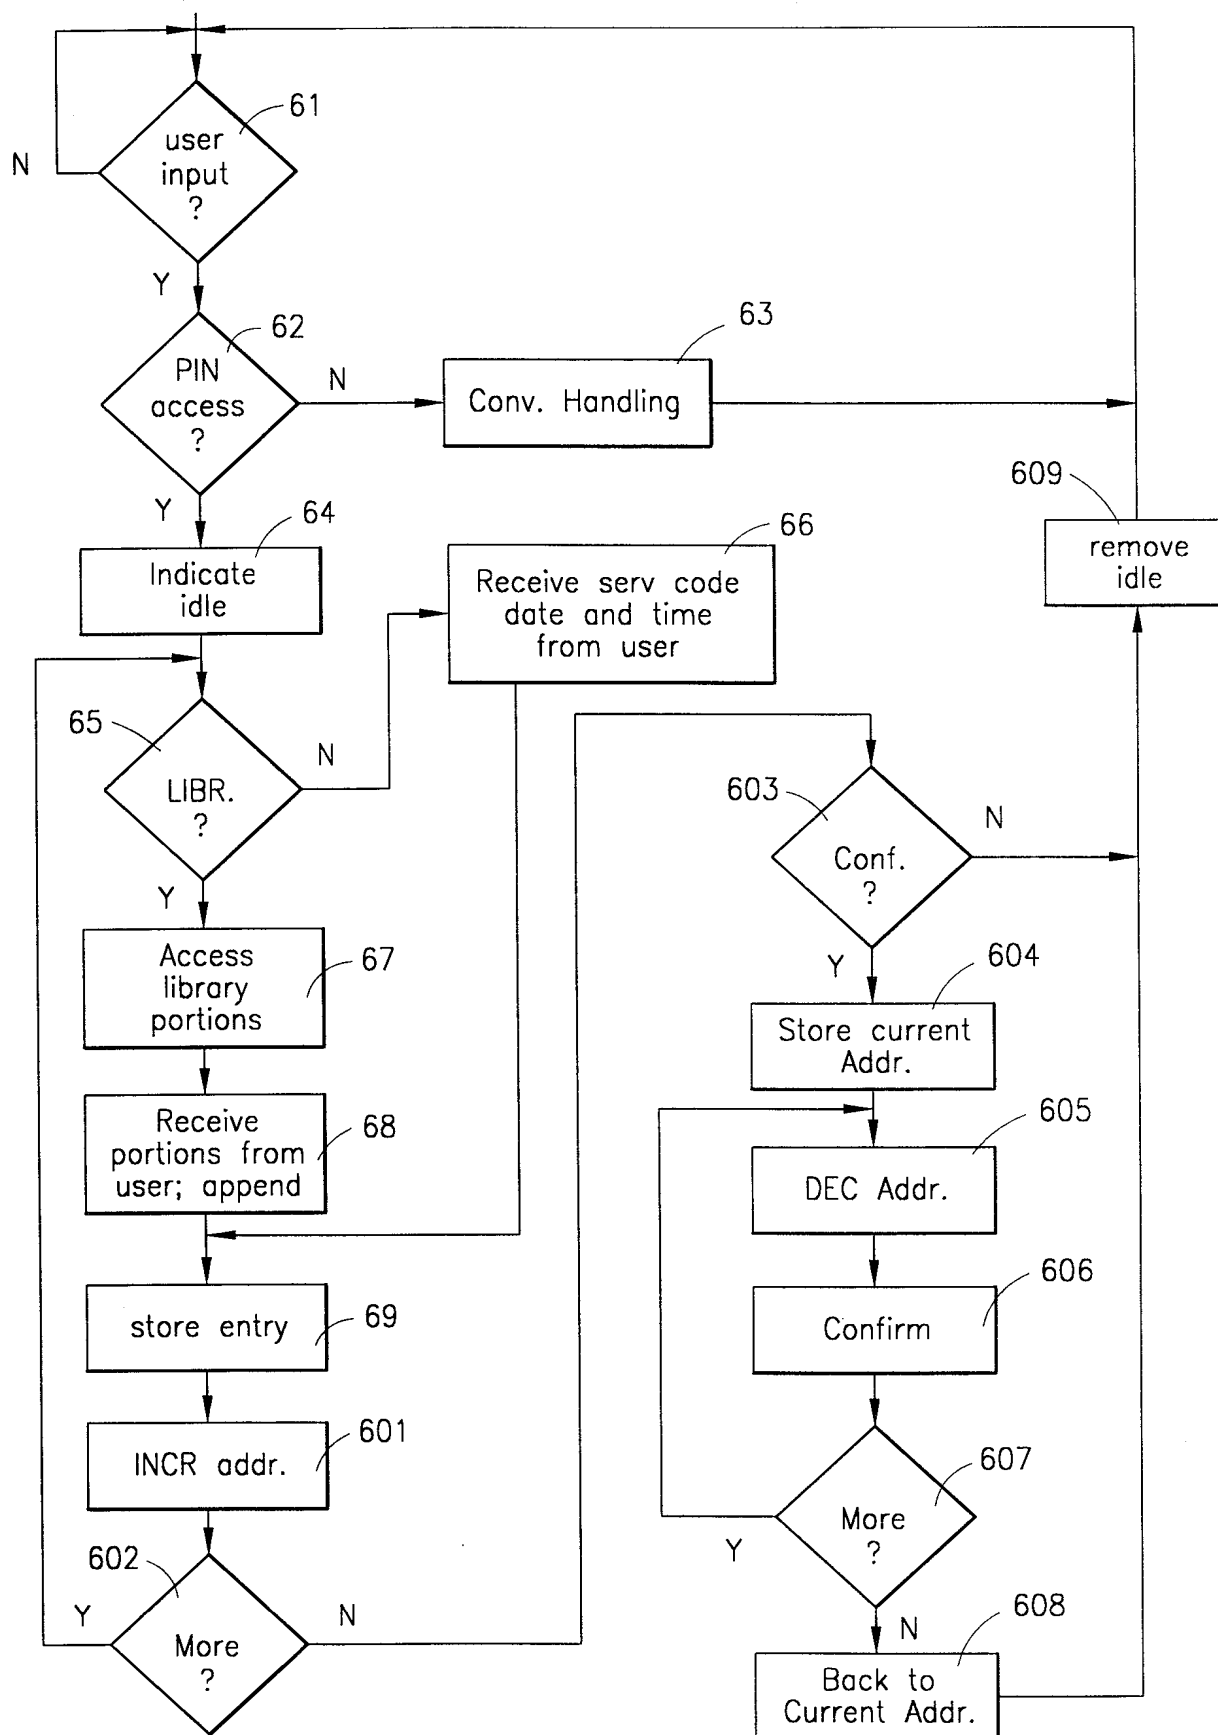 61
user
input
?
N
Y
62
PIN
access
?
N
63
Conv. Handling
Y
64
Indicate
idle
66
Receive serv code
date and time
from user
609
remove
idle
65
LIBR.
?
N
Y
67
Access
library
portions
68
Receive
portions from
user; append
69
store entry
601
INCR addr.
602
More
?
Y
N
603
Conf.
?
N
Y
604
Store current
Addr.
605
DEC Addr.
606
Confirm
607
More
?
Y
N
608
Back to
Current Addr.